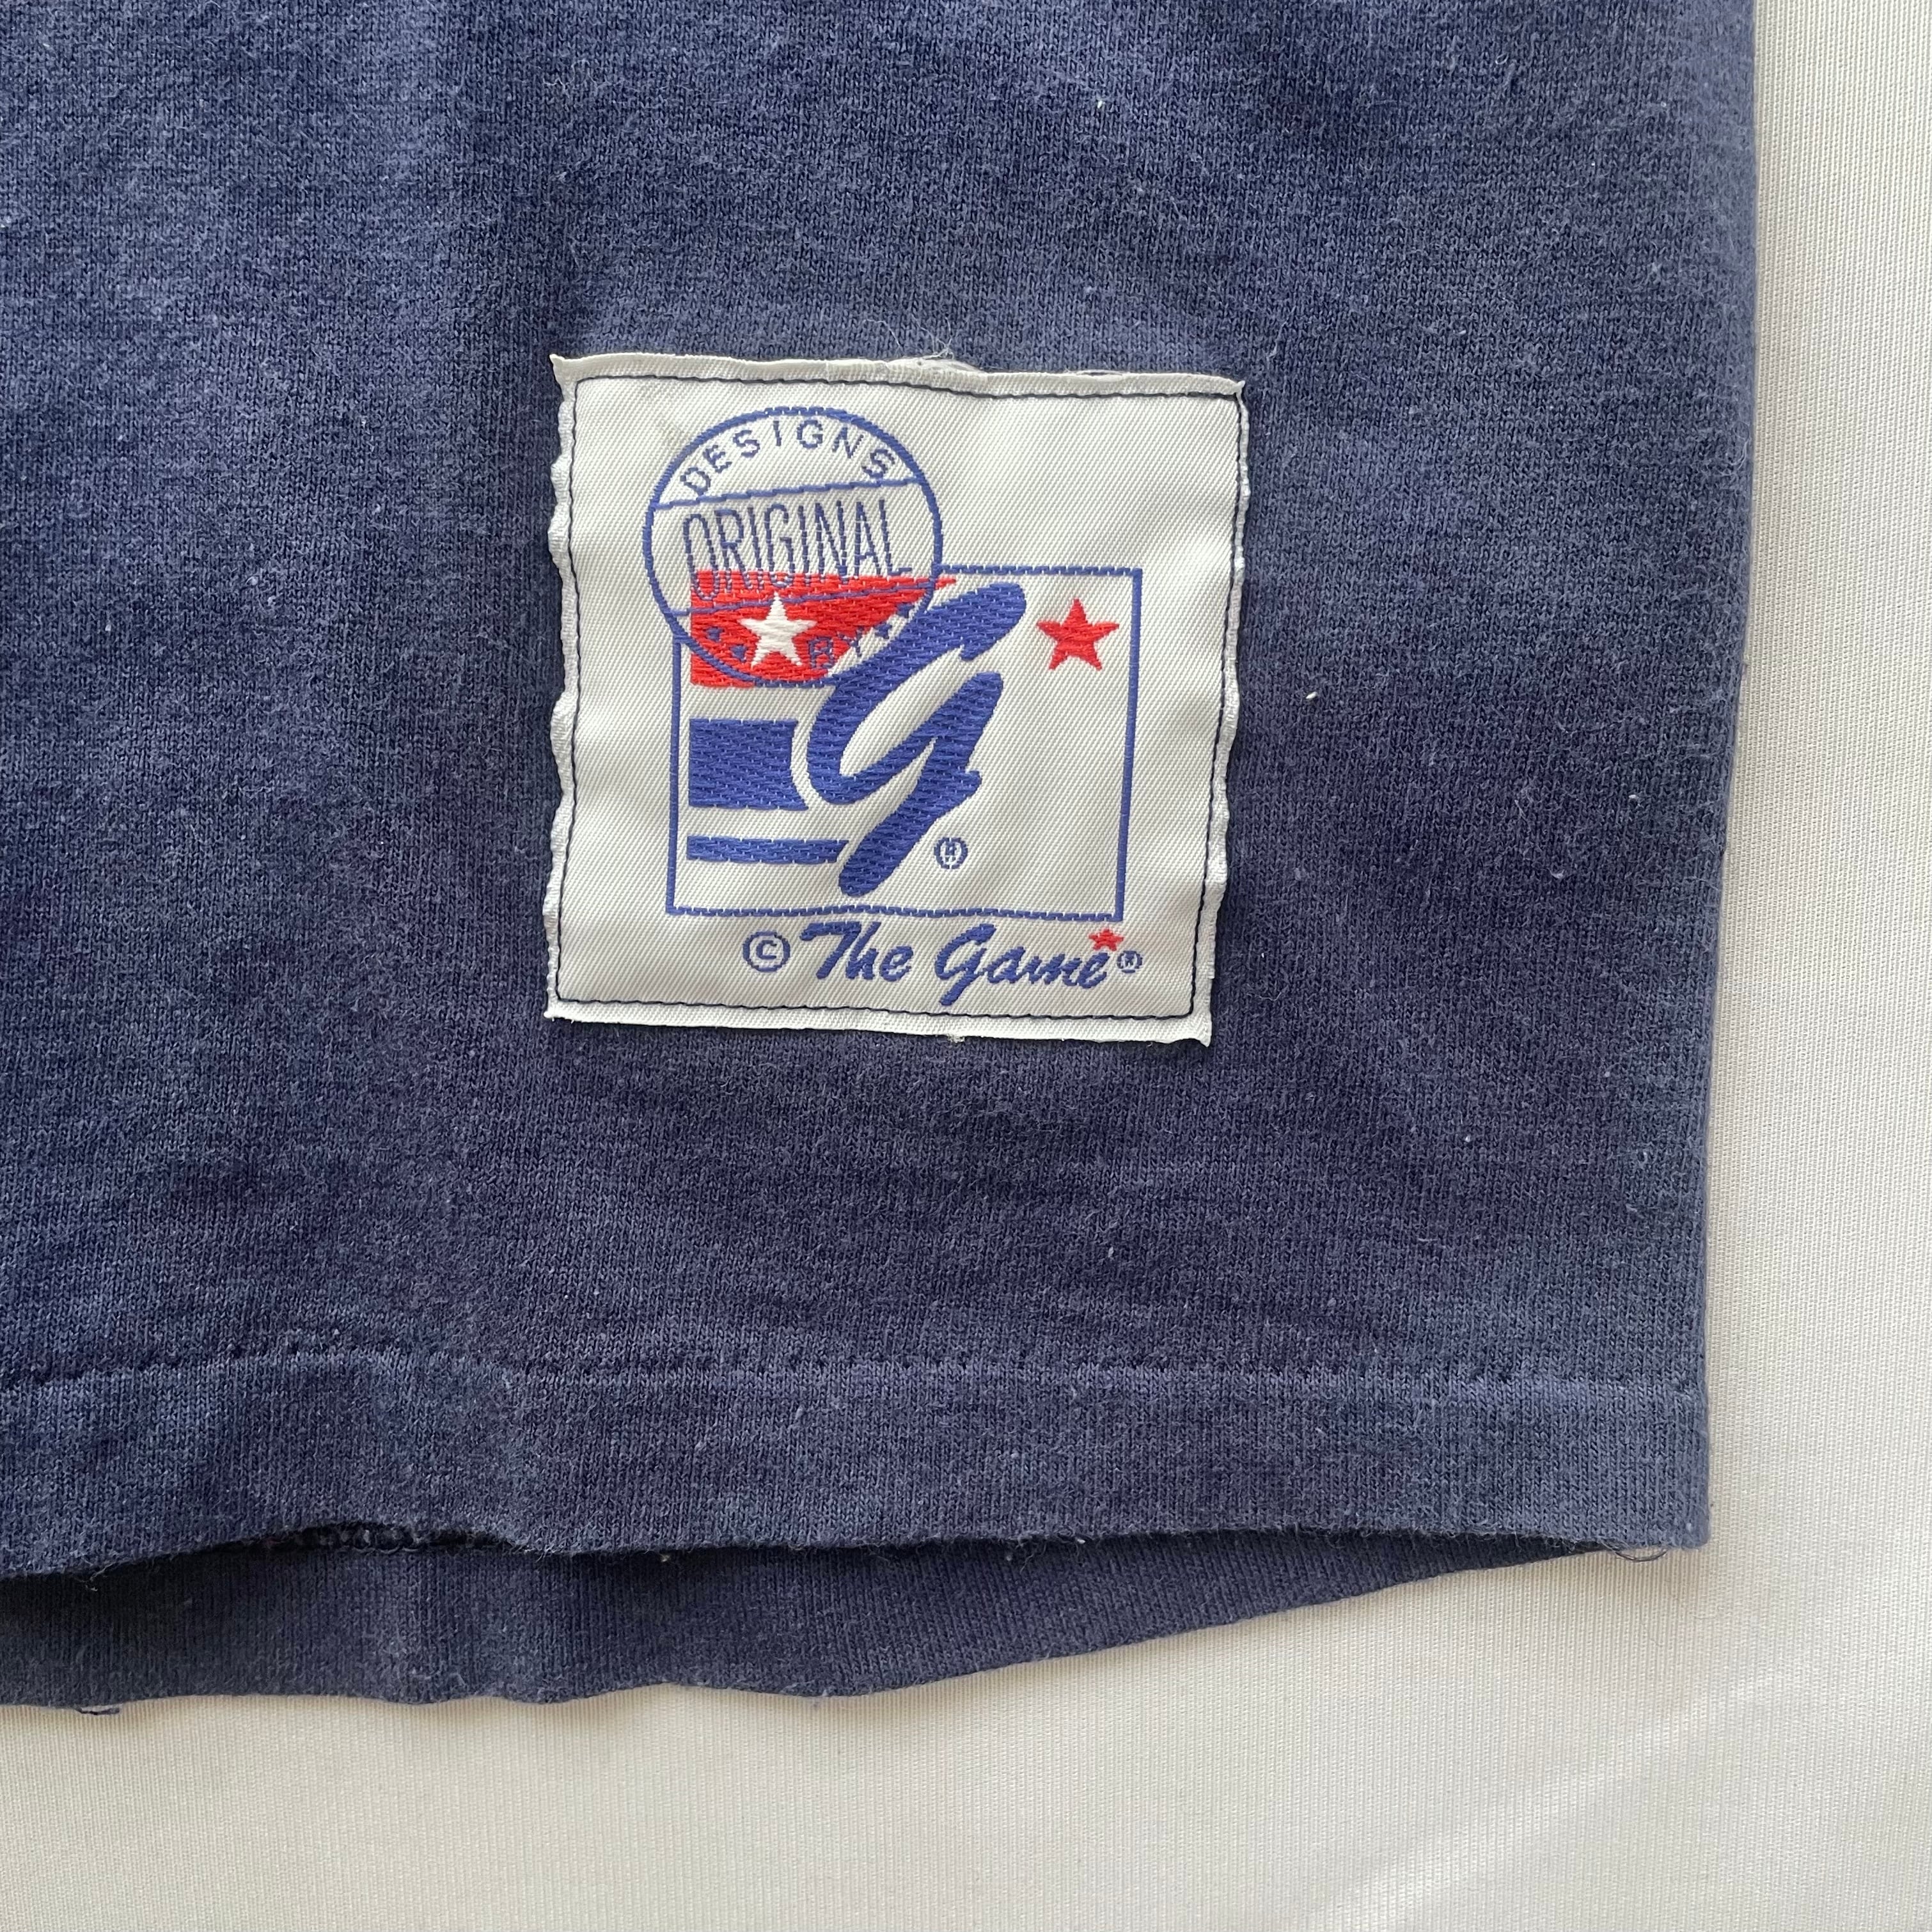 DESIGNS
ORIGINAL
BY
G ®
© The Game ®